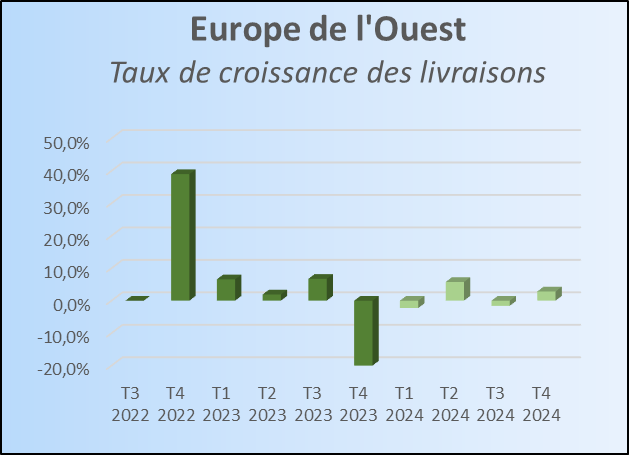 Europe de l'Ouest
Taux de croissance des livraisons
50,0%
40,0%
30,0%
20,0%
10,0%
0,0%
-10,0%
-20,0%
T3 T4 T1 T2 T3 T4 T1 T2 T3 T4
2022 2022 2023 2023 2023 2023 2024 2024 2024 2024